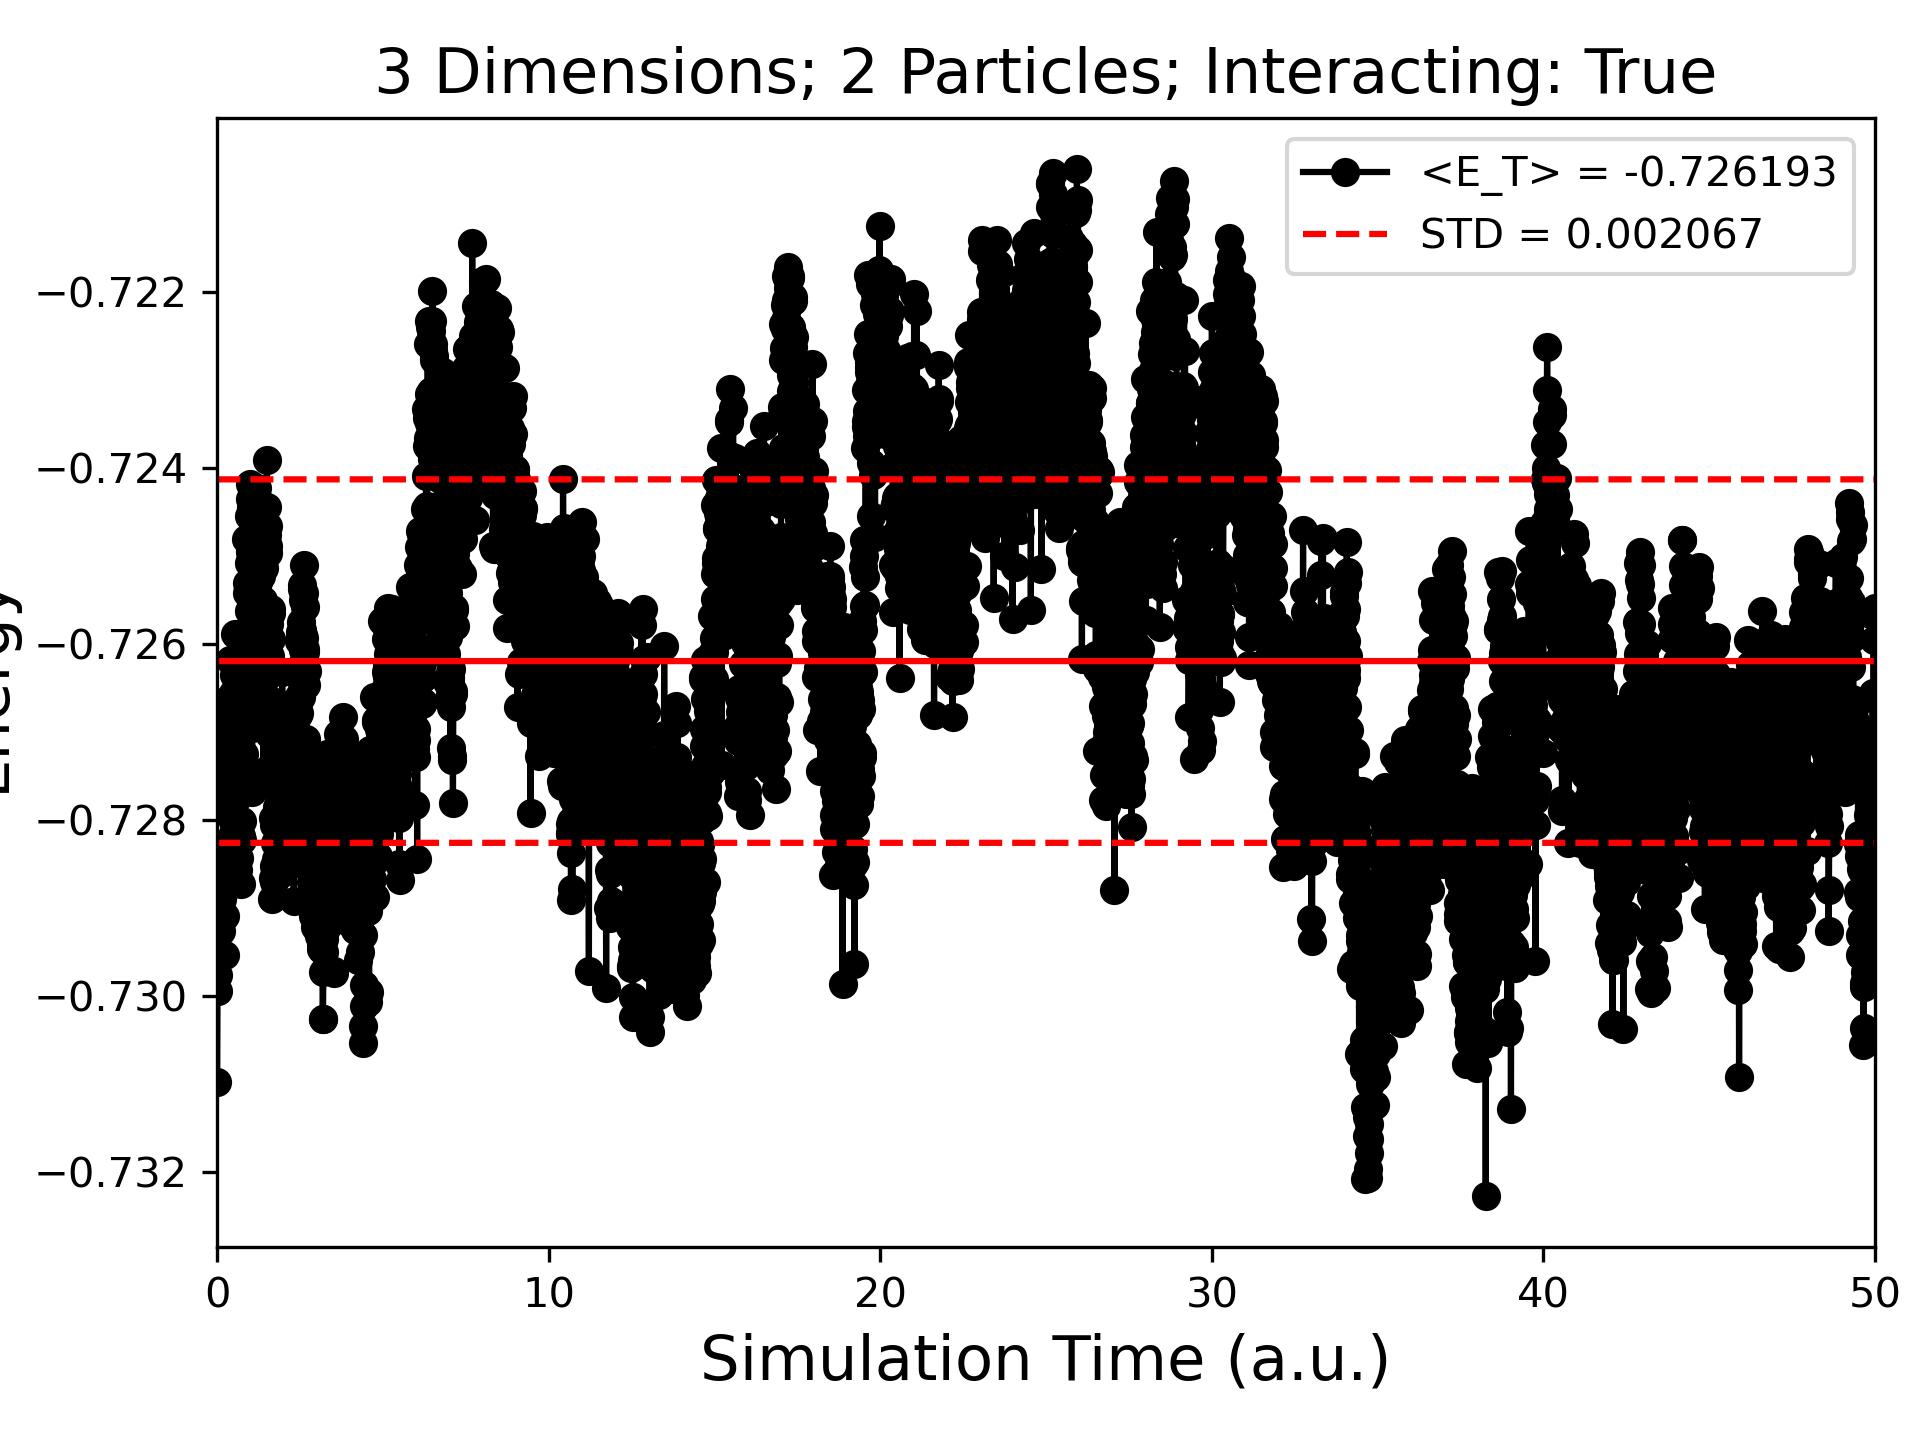 3 Dimensions; 2 Particles; Interacting: True
<E_T> = -0.726193
STD = 0.002067
−0.722
−0.724
−0.726
−0.728
−0.730
−0.732
Energy
0 10 20 30 40 50
Simulation Time (a.u.)